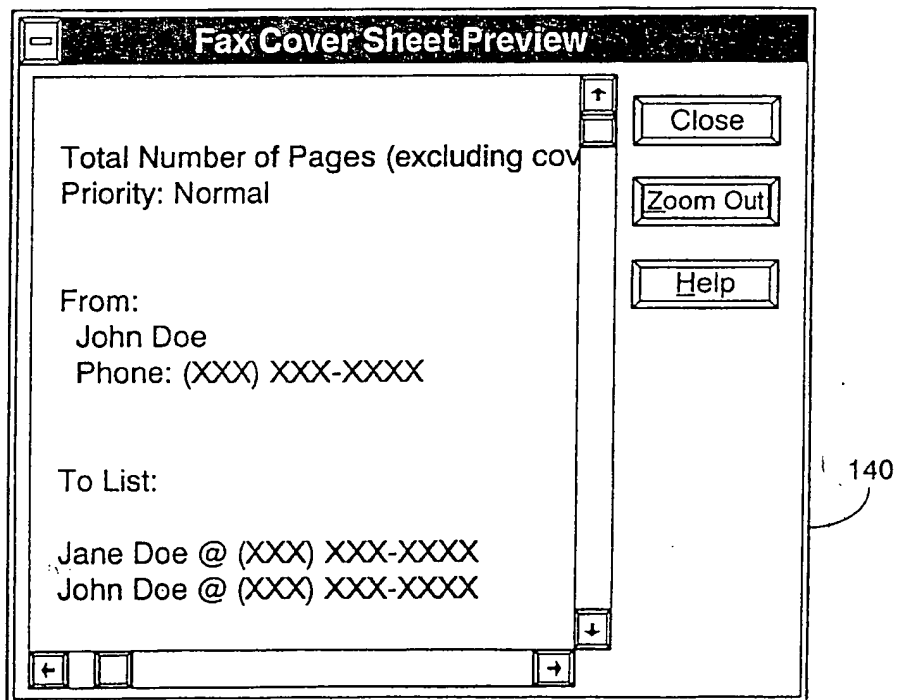 Fax Cover Sheet Preview
Total Number of Pages (excluding cov
Priority: Normal
From:
John Doe
Phone: (XXX) XXX-XXXX
To List:
Jane Doe @ (XXX) XXX-XXXX
John Doe @ (XXX) XXX-XXXX
Close
Zoom Out
Help
140